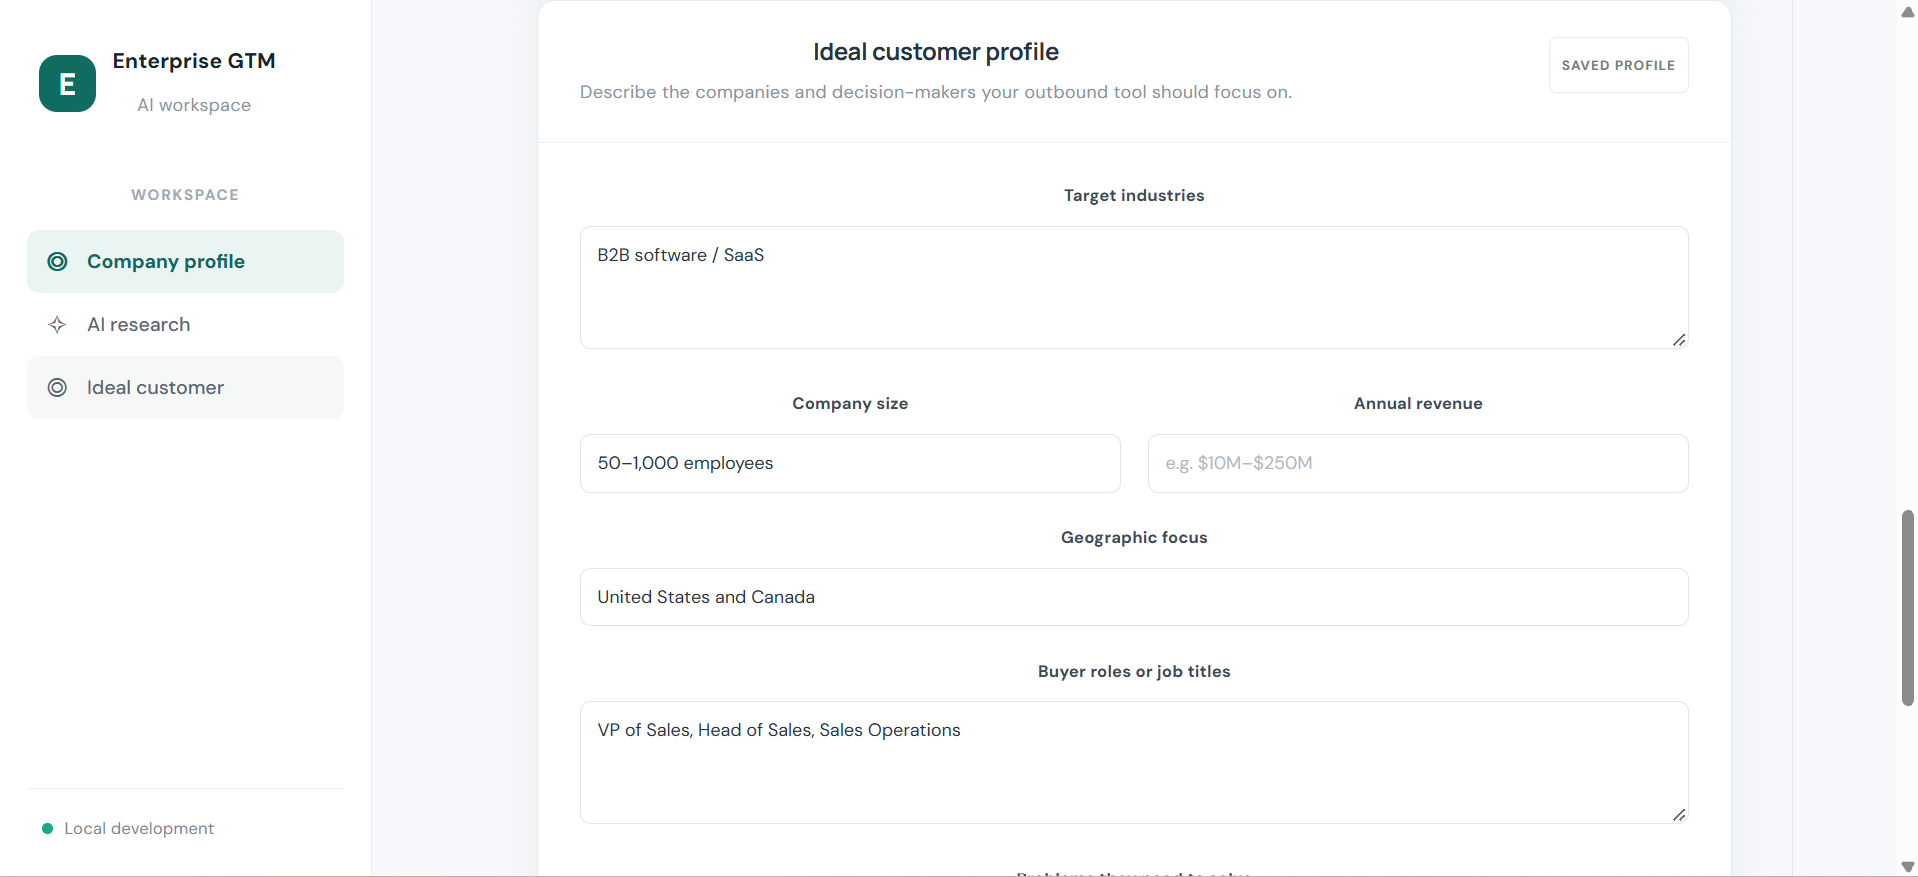 E
Enterprise GTM
AI workspace
WORKSPACE
Company profile
AI research
Ideal customer
Local development
Ideal customer profile
Describe the companies and decision-makers your outbound tool should focus on.
SAVED PROFILE
Target industries
B2B software / SaaS
Company size
Annual revenue
50–1,000 employees
e.g. $10M–$250M
Geographic focus
United States and Canada
Buyer roles or job titles
VP of Sales, Head of Sales, Sales Operations